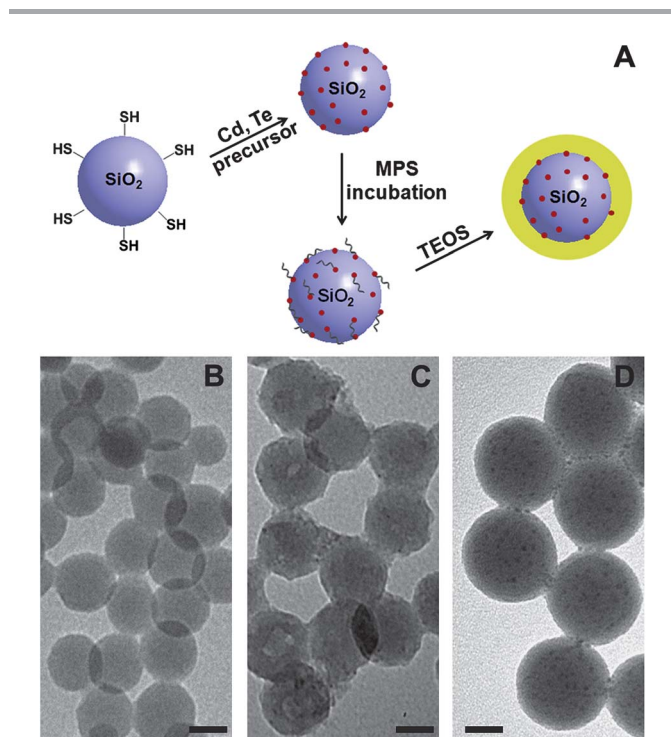 A
SH
HS
SH
SiO2
HS
SH
SH
Cd, Te
precursor
SiO2
MPS
incubation
SiO2
TEOS
SiO2
B
C
D